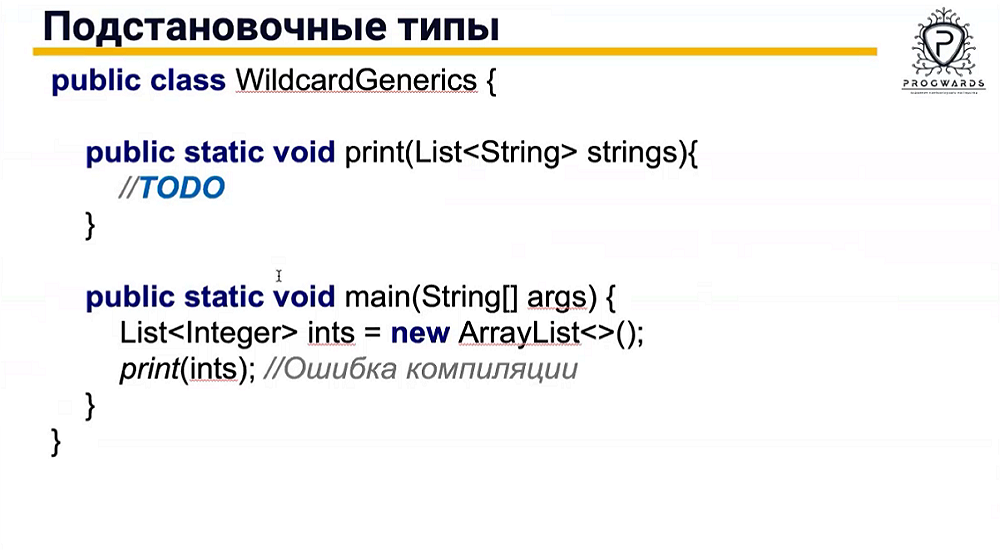 Подстановочные типы
PROGWARDS
public class WildcardGenerics {
public static void print(List<String> strings){
//TODO
}
public static void main(String[] args) {
List<Integer> ints = new ArrayList<>();
print(ints); //Ошибка компиляции
}
}